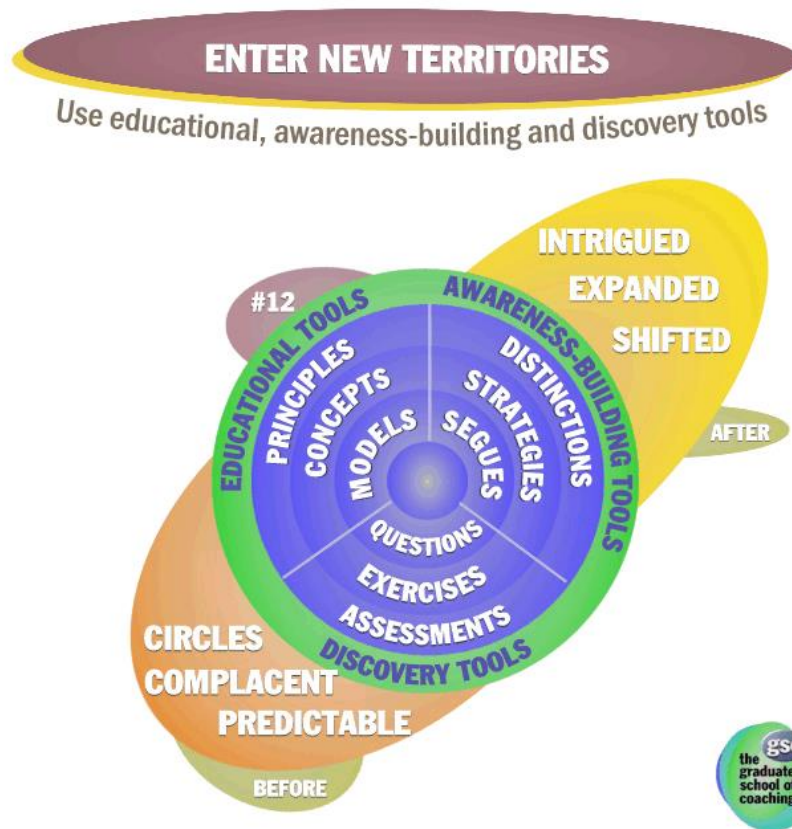 ENTER NEW TERRITORIES
Use educational, awareness-building and discovery tools
INTRIGUED
EXPANDED
SHIFTED
AFTER
#12
EDUCATIONAL TOOLS
PRINCIPLES
CONCEPTS
MODELS
AWARENESS-BUILDING TOOLS
DISTINCTIONS
STRATEGIES
SEGUES
QUESTIONS
EXERCISES
ASSESSMENTS
DISCOVERY TOOLS
CIRCLES
COMPLACENT
PREDICTABLE
BEFORE
the
graduate
school of
coaching